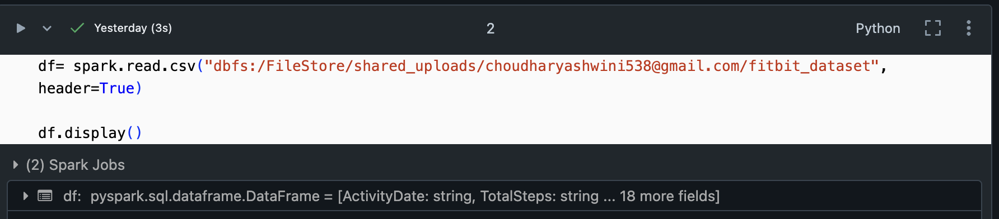 Yesterday (3s) 2 Python
df= spark.read.csv("dbfs:/FileStore/shared_uploads/choudharyashwini538@gmail.com/fitbit_dataset",
header=True)
df.display()
(2) Spark Jobs
df: pyspark.sql.dataframe.DataFrame = [ActivityDate: string, TotalSteps: string ... 18 more fields]